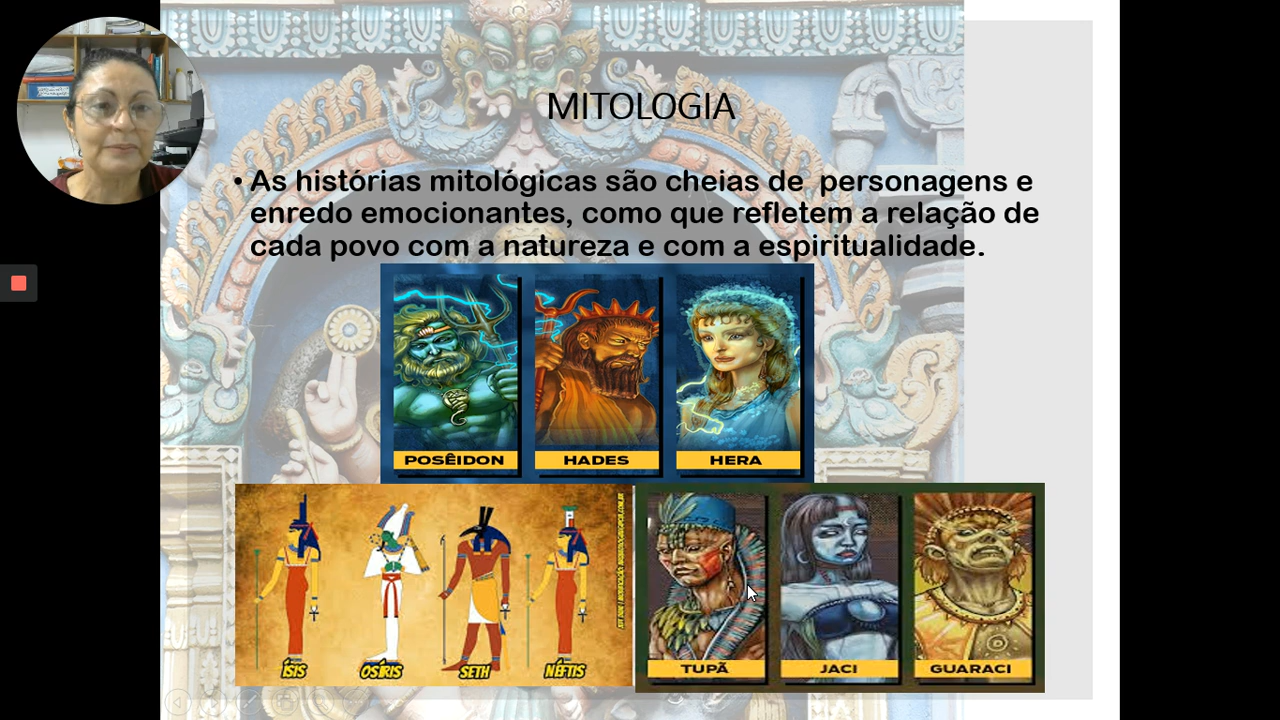 MITOLOGIA
• As histórias mitológicas são cheias de personagens e
enredo emocionantes, como que refletem a relação de
cada povo com a natureza e com a espiritualidade.
POSÊIDON
HADES
HERA
ÍSIS
OSÍRIS
SETH
NÉFTIS
TUPÃ
JACI
GUARACI